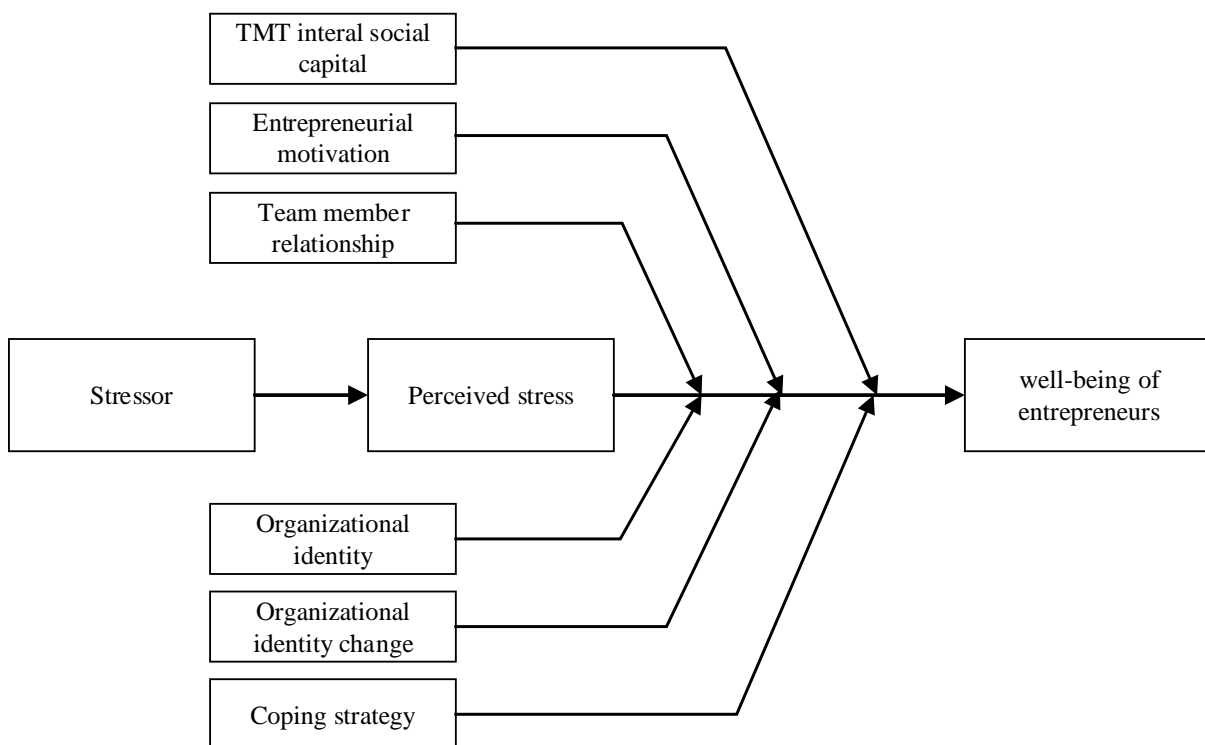 TMT interal social
capital
Entrepreneurial
motivation
Team member
relationship
Stressor
Perceived stress
well-being of
entrepreneurs
Organizational
identity
Organizational
identity change
Coping strategy